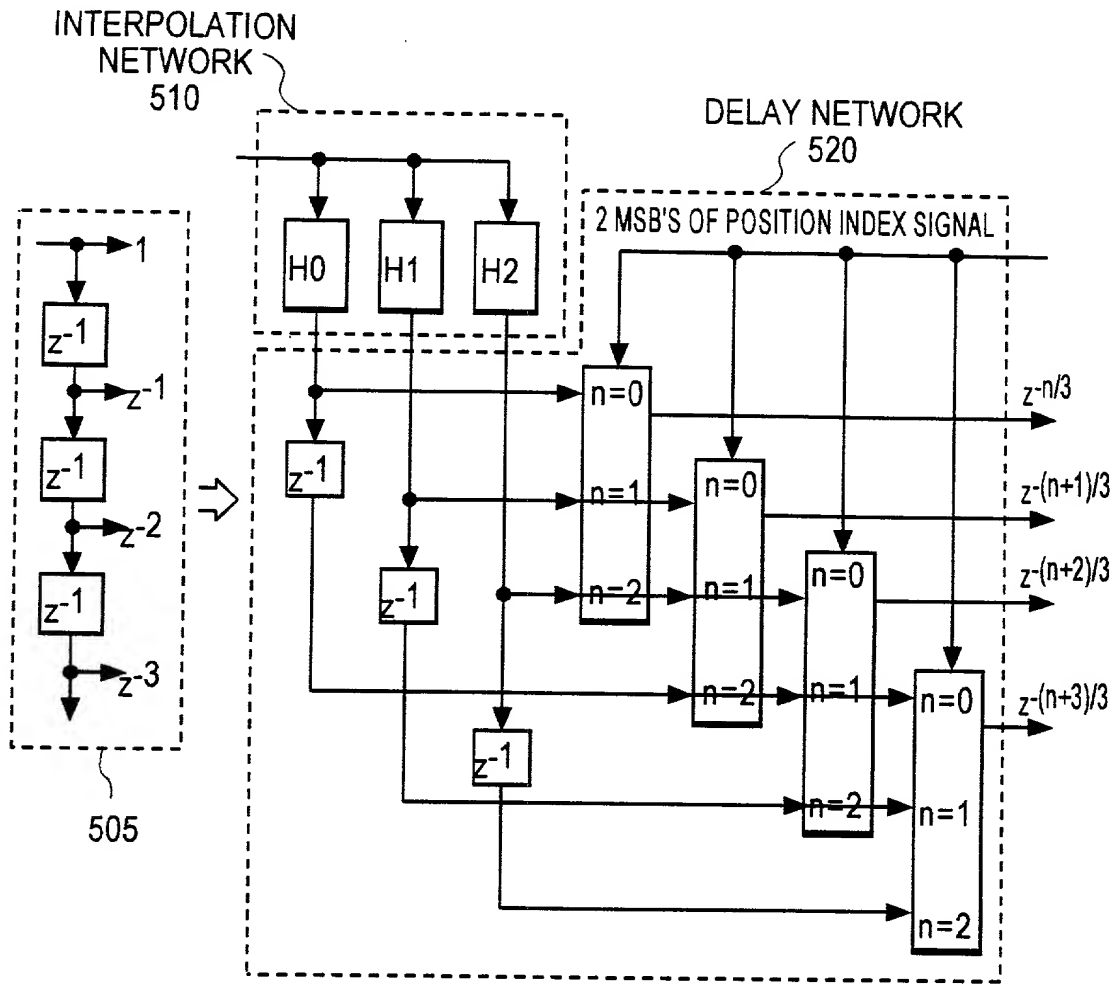 INTERPOLATION
NETWORK
510
DELAY NETWORK
520
2 MSB'S OF POSITION INDEX SIGNAL
1
z-1
z-1
z-1
z-2
z-1
z-3
505
H0
H1
H2
z-1
z-1
z-1
n=0
n=1
n=2
n=0
n=1
n=2
n=0
n=1
n=2
n=0
n=1
n=2
z-n/3
z-(n+1)/3
z-(n+2)/3
z-(n+3)/3